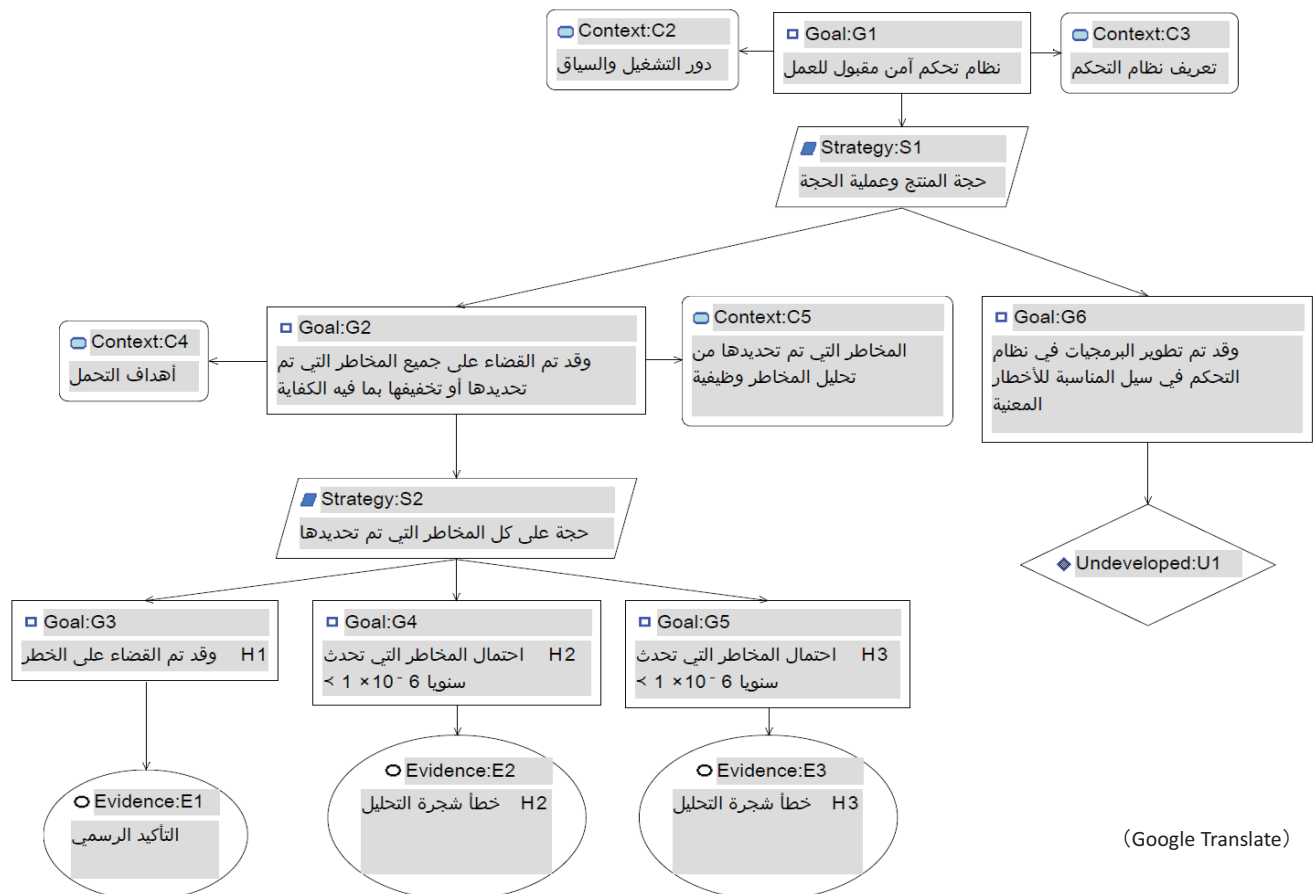 Context:C2
دور التشغيل والسياق
Goal:G1
نظام تحكم آمن مقبول للعمل
Context:C3
تعريف نظام التحكم
Strategy:S1
حجة المنتج وعملية الحجة
Context:C4
أهداف التحمل
Goal:G2
وقد تم القضاء على جميع المخاطر التي تم
تحديدها أو تخفيفها بما فيه الكفاية
Context:C5
المخاطر التي تم تحديدها من
تحليل المخاطر وظيفية
Goal:G6
وقد تم تطوير البرمجيات في نظام
التحكم في سيل المناسبة للأخطار
المعنية
Strategy:S2
حجة على كل المخاطر التي تم تحديدها
Undeveloped:U1
Goal:G3
H1 وقد تم القضاء على الخطر
Goal:G4
H2 احتمال المخاطر التي تحدث
سنويا 6 ⁻10× 1 >
Goal:G5
H3 احتمال المخاطر التي تحدث
سنويا 6 ⁻10× 1 >
Evidence:E1
التأكيد الرسمي
Evidence:E2
H2 خطأ شجرة التحليل
Evidence:E3
H3 خطأ شجرة التحليل
(Google Translate)